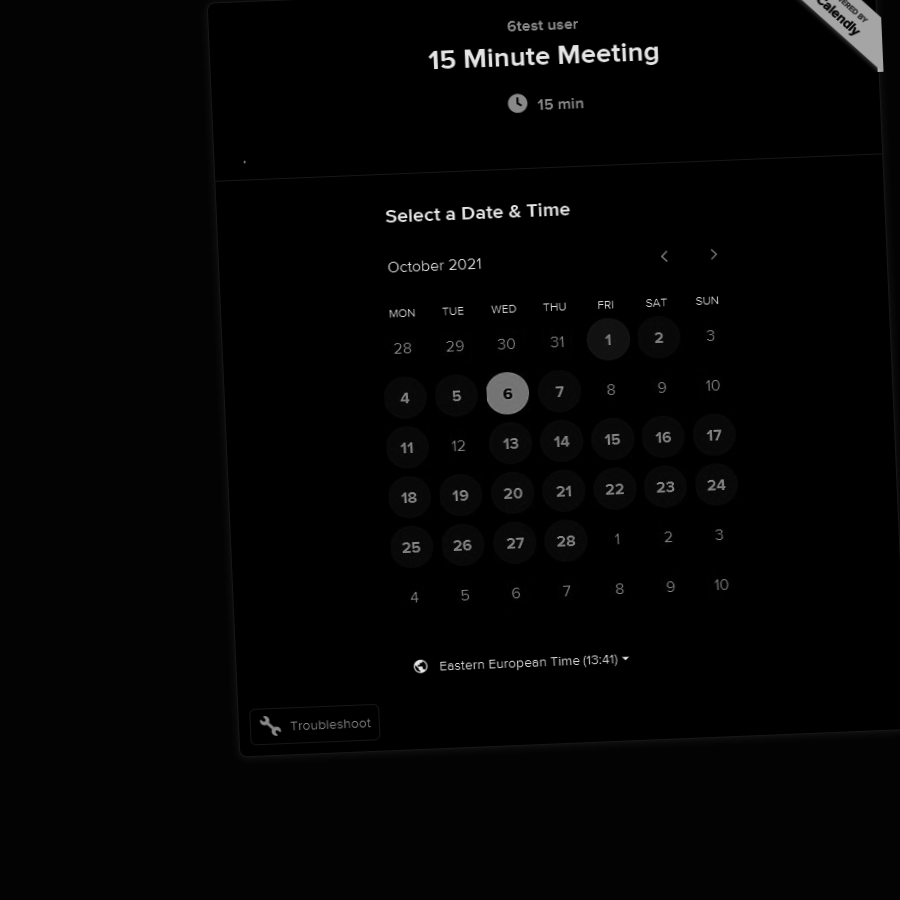 6test user
15 Minute Meeting
15 min
Calendly
Select a Date & Time
October 2021
MON TUE WED THU FRI SAT SUN
28 29 30 31 1 2 3
4 5 6 7 8 9 10
11 12 13 14 15 16 17
18 19 20 21 22 23 24
25 26 27 28 1 2 3
4 5 6 7 8 9 10
Eastern European Time (13:41)
Troubleshoot